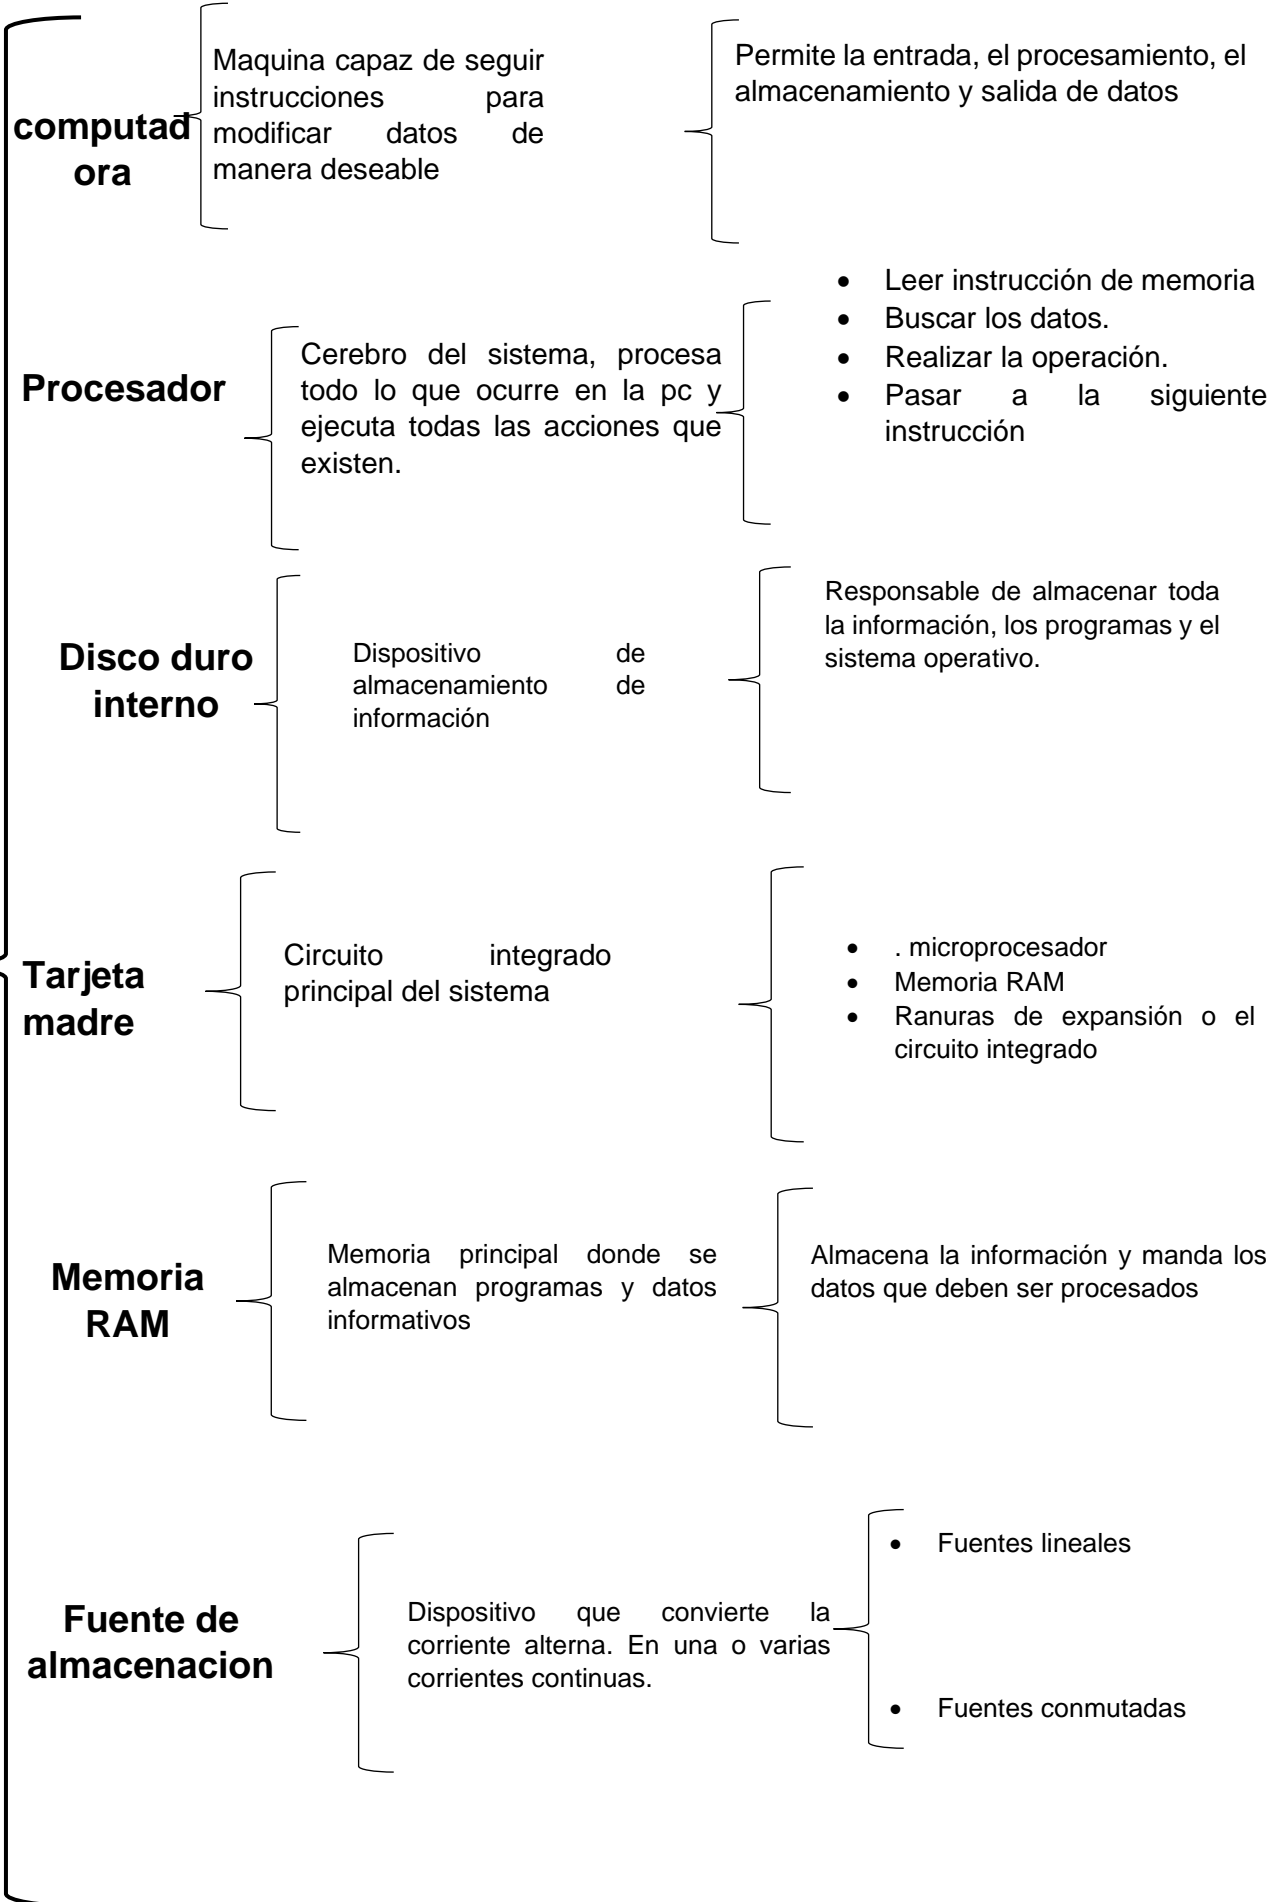 computad
ora
Maquina capaz de seguir
instrucciones para
modificar datos de
manera deseable
Permite la entrada, el procesamiento, el
almacenamiento y salida de datos
Procesador
Cerebro del sistema, procesa
todo lo que ocurre en la pc y
ejecuta todas las acciones que
existen.
• Leer instrucción de memoria
• Buscar los datos.
• Realizar la operación.
• Pasar a la siguiente
instrucción
Disco duro
interno
Dispositivo de
almacenamiento de
información
Responsable de almacenar toda
la información, los programas y el
sistema operativo.
Tarjeta
madre
Circuito integrado
principal del sistema
• . microprocesador
• Memoria RAM
• Ranuras de expansión o el
circuito integrado
Memoria
RAM
Memoria principal donde se
almacenan programas y datos
informativos
Almacena la información y manda los
datos que deben ser procesados
Fuente de
almacenacion
Dispositivo que convierte la
corriente alterna. En una o varias
corrientes continuas.
• Fuentes lineales
• Fuentes conmutadas